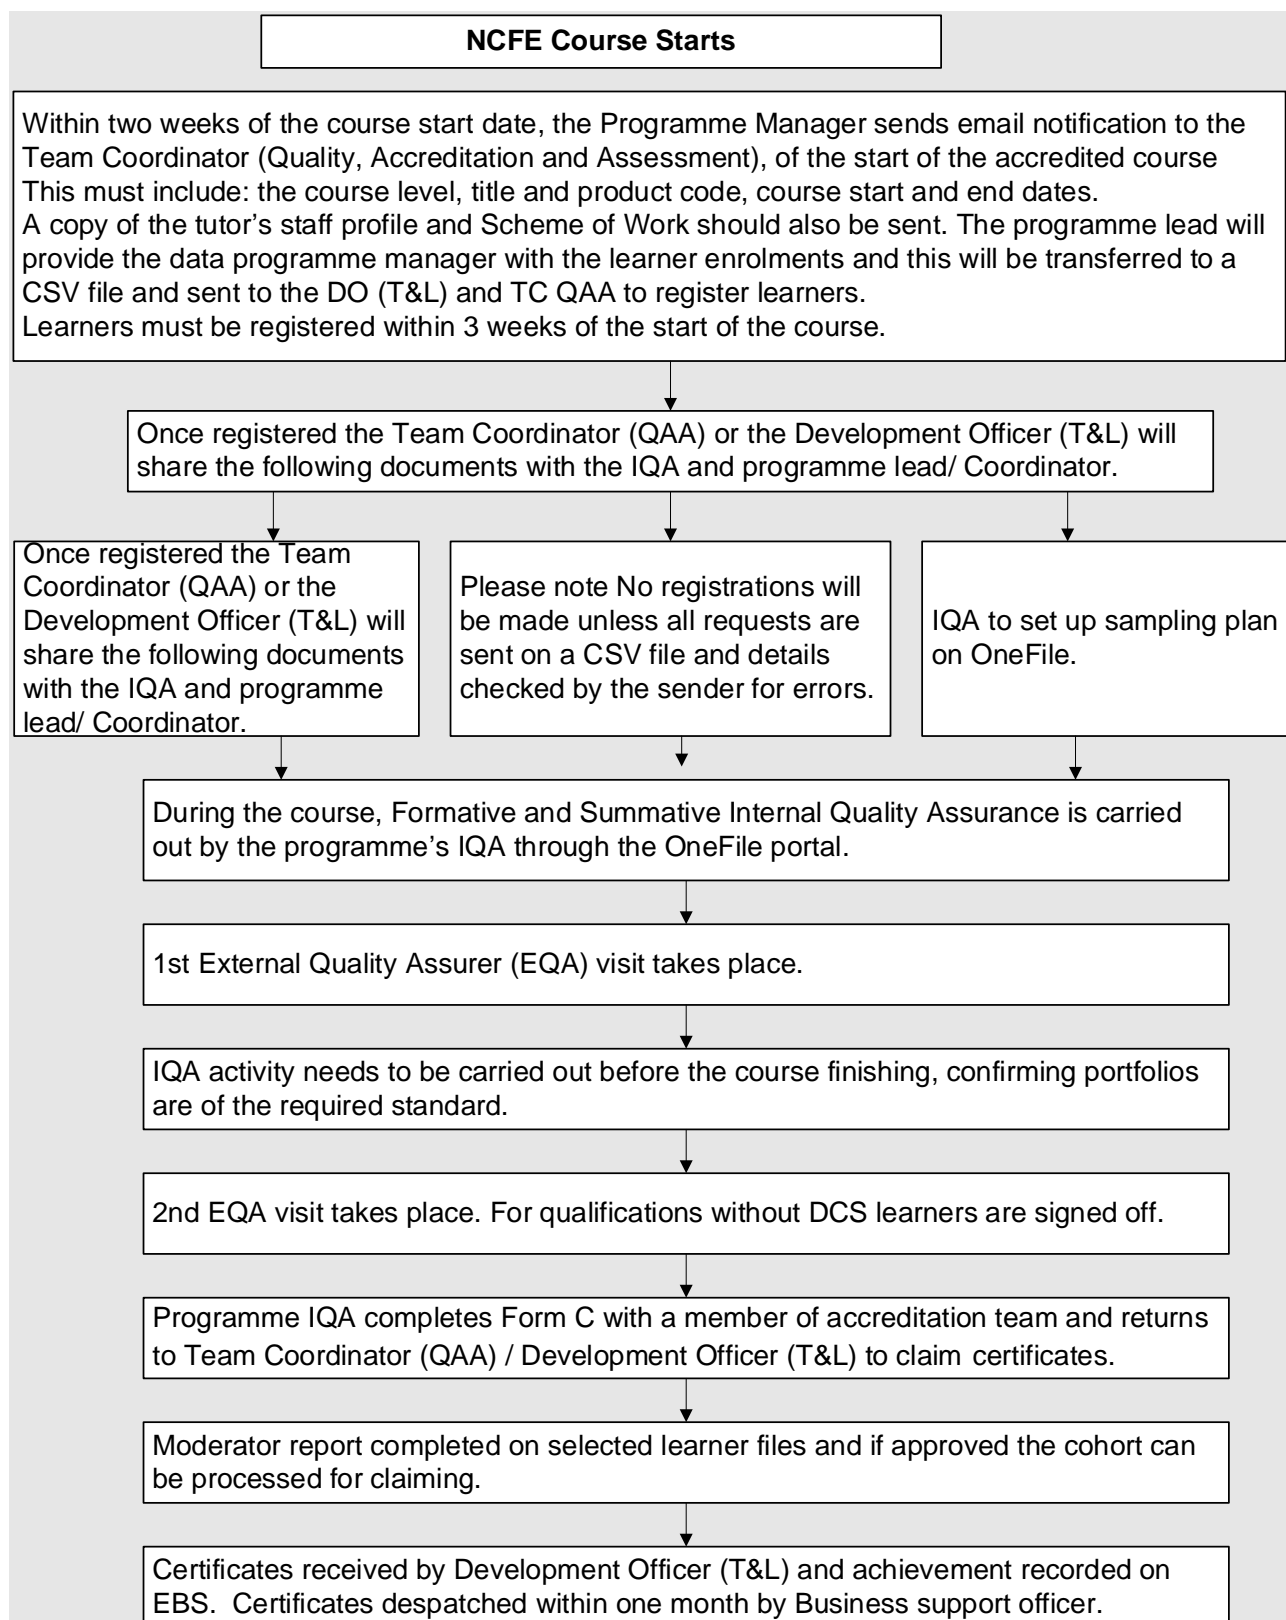 NCFE Course Starts
Within two weeks of the course start date, the Programme Manager sends email notification to the
Team Coordinator (Quality, Accreditation and Assessment), of the start of the accredited course
This must include: the course level, title and product code, course start and end dates.
A copy of the tutor's staff profile and Scheme of Work should also be sent. The programme lead will
provide the data programme manager with the learner enrolments and this will be transferred to a
CSV file and sent to the DO (T&L) and TC QAA to register learners.
Learners must be registered within 3 weeks of the start of the course.
Once registered the Team Coordinator (QAA) or the Development Officer (T&L) will
share the following documents with the IQA and programme lead/ Coordinator.
Once registered the Team
Coordinator (QAA) or the
Development Officer (T&L) will
share the following documents
with the IQA and programme
lead/ Coordinator.
Please note No registrations will
be made unless all requests are
sent on a CSV file and details
checked by the sender for errors.
IQA to set up sampling plan
on OneFile.
During the course, Formative and Summative Internal Quality Assurance is carried
out by the programme's IQA through the OneFile portal.
1st External Quality Assurer (EQA) visit takes place.
IQA activity needs to be carried out before the course finishing, confirming portfolios
are of the required standard.
2nd EQA visit takes place. For qualifications without DCS learners are signed off.
Programme IQA completes Form C with a member of accreditation team and returns
to Team Coordinator (QAA) / Development Officer (T&L) to claim certificates.
Moderator report completed on selected learner files and if approved the cohort can
be processed for claiming.
Certificates received by Development Officer (T&L) and achievement recorded on
EBS.  Certificates despatched within one month by Business support officer.